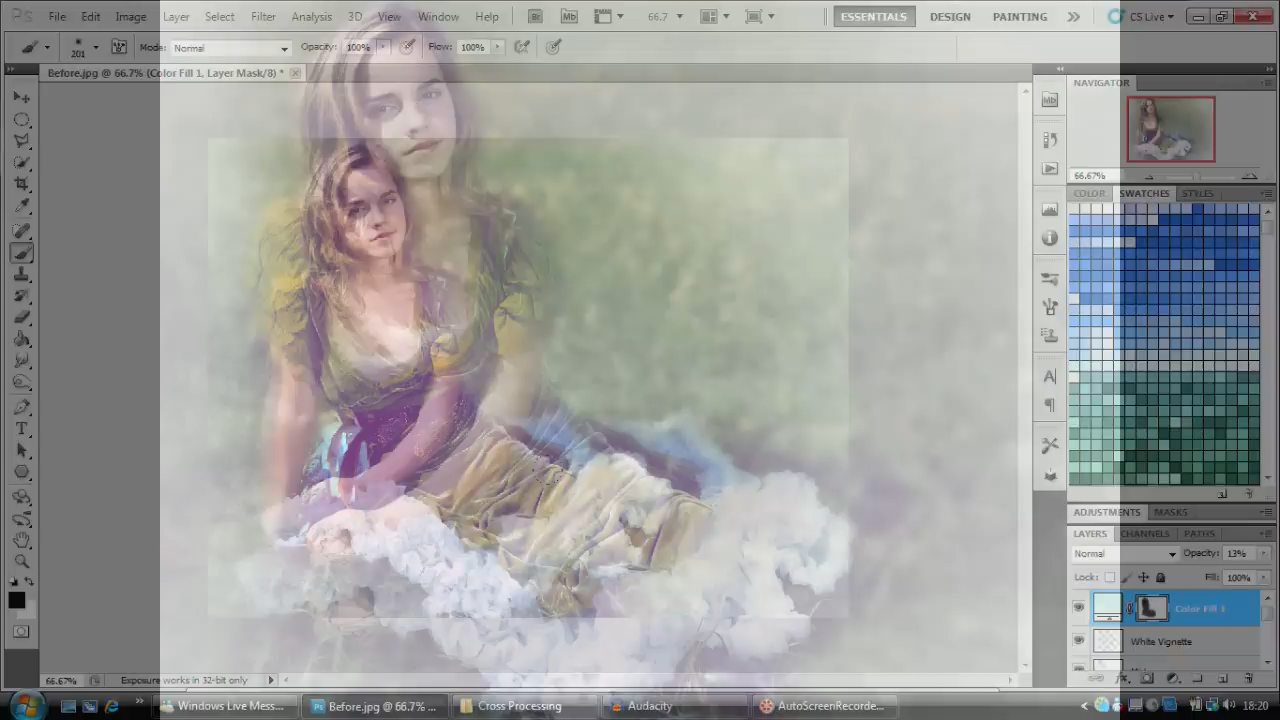 Ps File Edit Image Layer Select Filter Analysis 3D View Window Help Br Mb 66.7 ESSENTIALS DESIGN PAINTING CS Live
201 Mode: Normal Opacity: 100% Flow: 100%
Before.jpg @ 66.7% (Color Fill 1, Layer Mask/8) *
NAVIGATOR
66.67%
COLOR SWATCHES STYLES
ADJUSTMENTS MASKS
LAYERS CHANNELS PATHS
Normal Opacity: 13%
Lock: Fill: 100%
Color Fill 1
White Vignette
66.67% Exposure works in 32-bit only
Windows Live Mess... Before.jpg @ 66.7% ... Cross Processing Audacity AutoScreenRecorde... 18:20